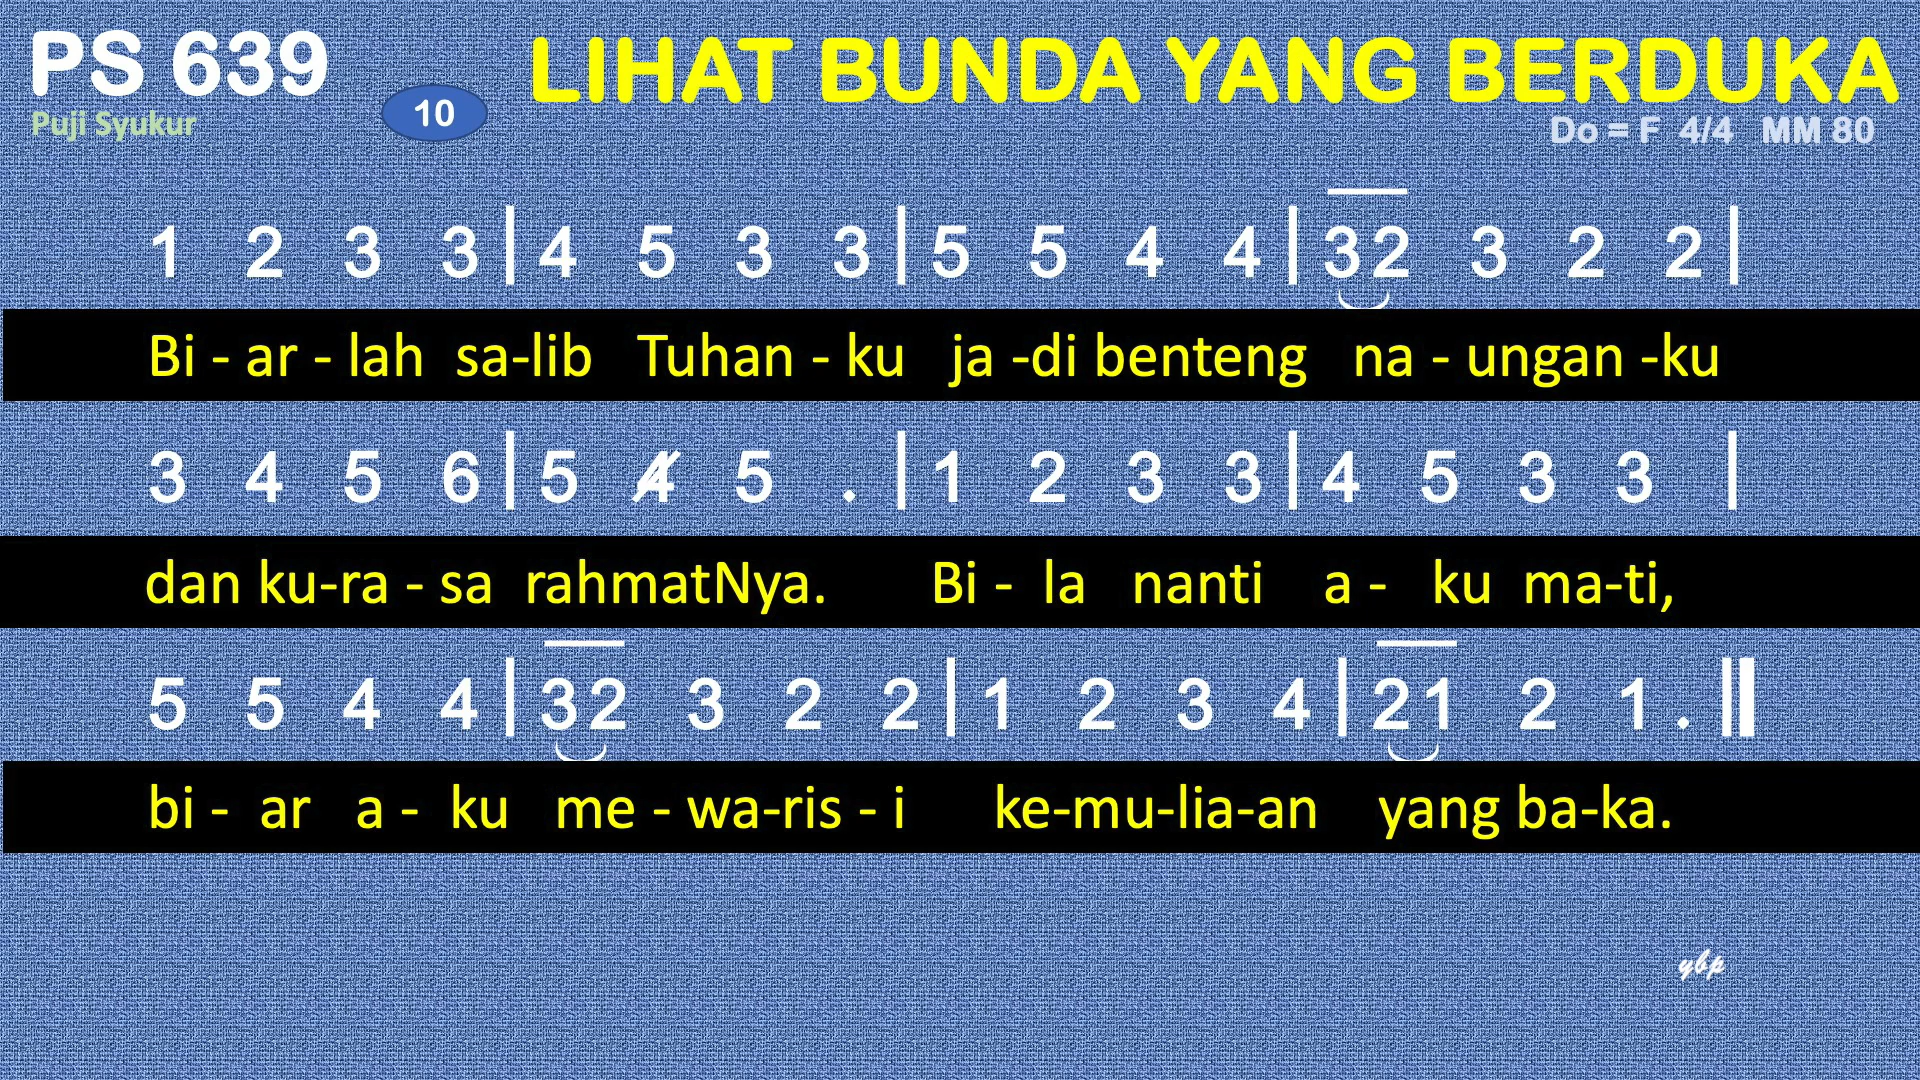 PS 639
LIHAT BUNDA YANG BERDUKA
Puji Syukur
10
Do = F 4/4 MM 80
1 2 3 3 | 4 5 3 3 | 5 5 4 4 | 32 3 2 2 |
Bi - ar - lah sa-lib Tuhan - ku ja -di benteng na - ungan -ku
3 4 5 6 | 5 4̸ 5 . | 1 2 3 3 | 4 5 3 3 |
dan ku-ra - sa rahmatNya. Bi - la nanti a - ku ma-ti,
5 5 4 4 | 32 3 2 2 | 1 2 3 4 | 21 2 1 . ||
bi - ar a - ku me - wa-ris - i ke-mu-lia-an yang ba-ka.
ybp